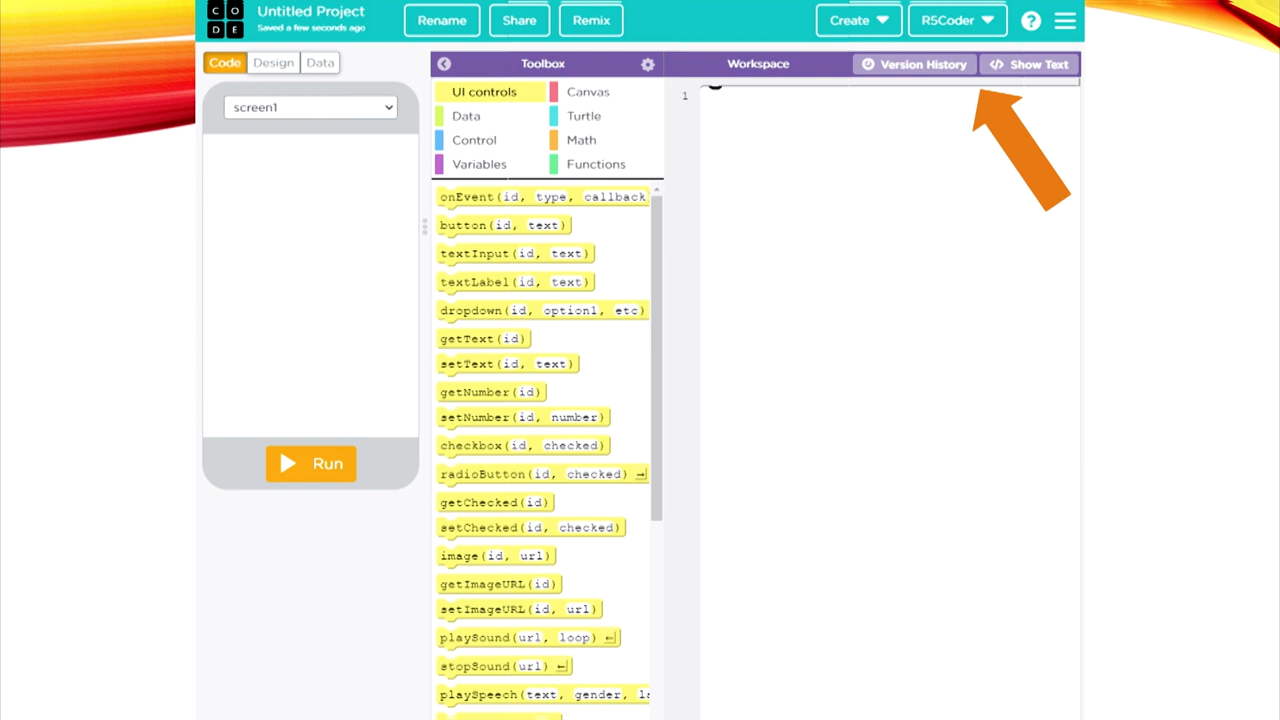 C O
D E
Untitled Project
Saved a few seconds ago
Rename
Share
Remix
Create
R5Coder
?
Code
Design
Data
screen1
Run
Toolbox
UI controls
Canvas
Data
Turtle
Control
Math
Variables
Functions
onEvent(id, type, callback
button(id, text)
textInput(id, text)
textLabel(id, text)
dropdown(id, option1, etc)
getText(id)
setText(id, text)
getNumber(id)
setNumber(id, number)
checkbox(id, checked)
radioButton(id, checked) →
getChecked(id)
setChecked(id, checked)
image(id, url)
getImageURL(id)
setImageURL(id, url)
playSound(url, loop) ←
stopSound(url) ←
playSpeech(text, gender, la
Workspace
Version History
</> Show Text
1